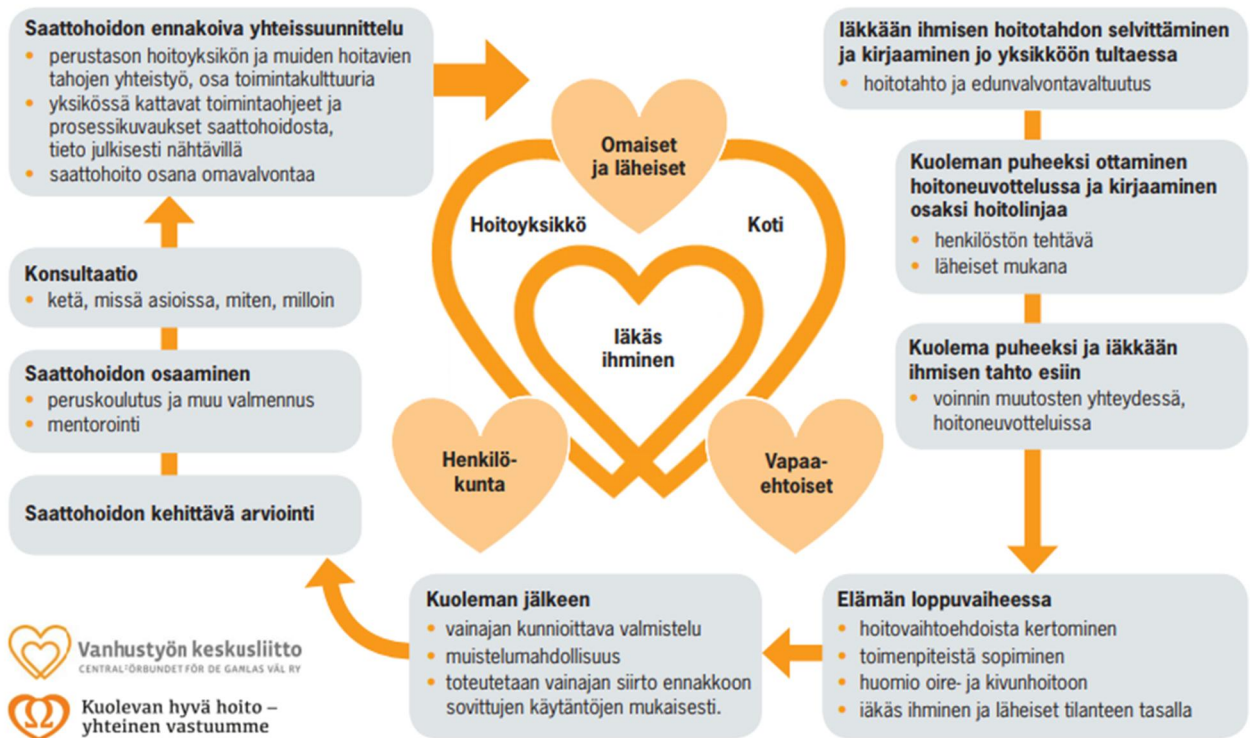 Saattohoidon ennakoiva yhteissuunnittelu
• perustason hoitoyksikön ja muiden hoitavien
tahojen yhteistyö, osa toimintakulttuuria
• yksikössä kattavat toimintaohjeet ja
prosessikuvaukset saattohoidosta,
tieto julkisesti nähtävillä
• saattohoito osana omavalvontaa
Konsultaatio
• ketä, missä asioissa, miten, milloin
Saattohoidon osaaminen
• peruskoulutus ja muu valmennus
• mentorointi
Saattohoidon kehittävä arviointi
Omaiset
ja läheiset
Hoitoyksikkö
Koti
Iäkäs
ihminen
Henkilö-
kunta
Vapaa-
ehtoiset
Iäkkään ihmisen hoitotahdon selvittäminen
ja kirjaaminen jo yksikköön tultaessa
• hoitotahto ja edunvalvontavaltuutus
Kuoleman puheeksi ottaminen
hoitoneuvottelussa ja kirjaaminen
osaksi hoitolinjaa
• henkilöstön tehtävä
• läheiset mukana
Kuolema puheeksi ja iäkkään
ihmisen tahto esiin
• voinnin muutosten yhteydessä,
hoitoneuvotteluissa
Elämän loppuvaiheessa
• hoitovaihtoehdoista kertominen
• toimenpiteistä sopiminen
• huomio oire- ja kivunhoitoon
• iäkäs ihminen ja läheiset tilanteen tasalla
Kuoleman jälkeen
• vainajan kunnioittava valmistelu
• muistelumahdollisuus
• toteutetaan vainajan siirto ennakkoon
sovittujen käytäntöjen mukaisesti.
Vanhustyön keskusliitto
CENTRALFÖRBUNDET FÖR DE GAMLAS VÄL RY
Kuolevan hyvä hoito –
yhteinen vastuumme